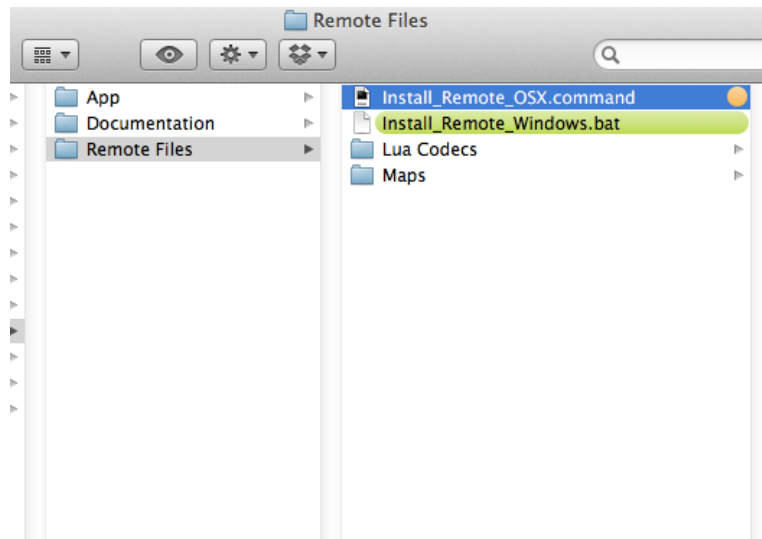 Remote Files
App
Documentation
Remote Files
Install_Remote_OSX.command
Install_Remote_Windows.bat
Lua Codecs
Maps